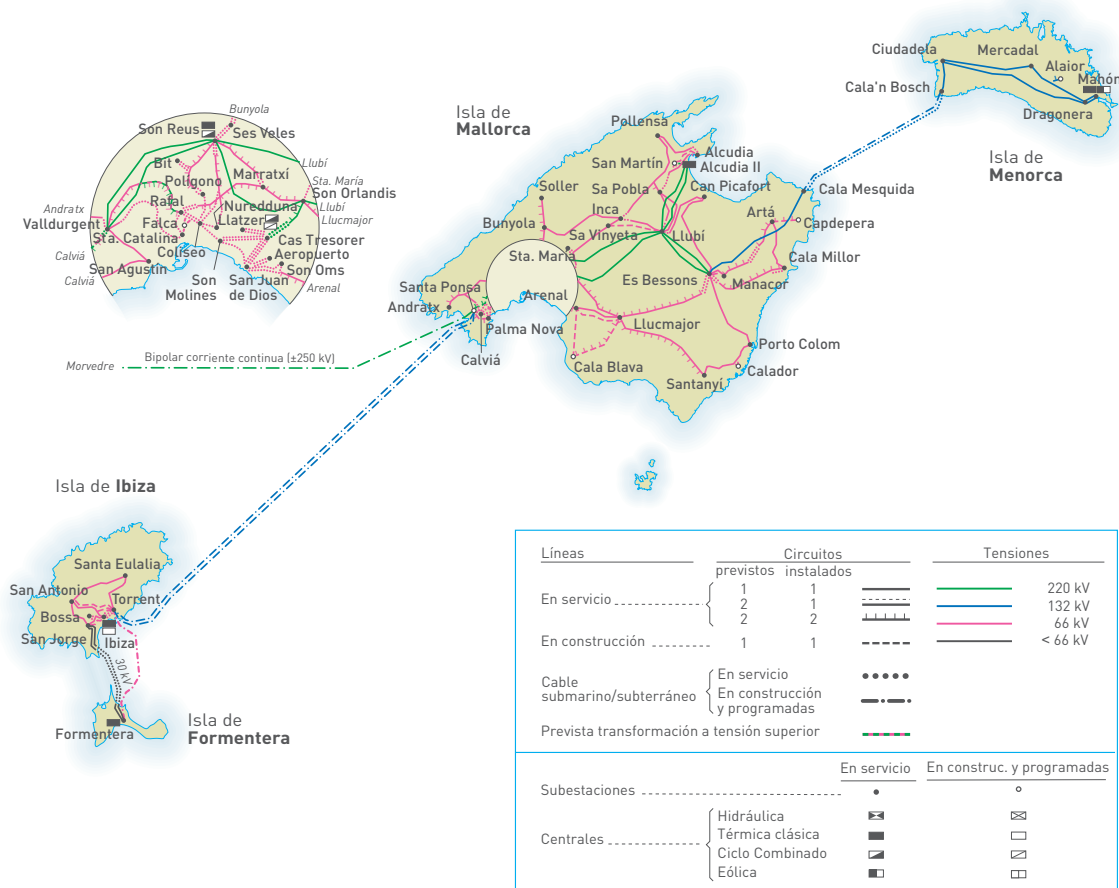 Ciudadela
Mercadal
Alaior
Mahón
Cala'n Bosch
Dragonera
Isla de
Menorca
Isla de
Mallorca
Bunyola
Son Reus
Ses Veles
Bit
Llubí
Polígono
Marratxí
Sta. María
Son Orlandis
Rafal
Nuredduna
Llubí
Andratx
Falca
Llatzer
Llucmajor
Valldurgent
Sta. Catalina
Cas Tresorer
Coliseo
Aeropuerto
Calviá
San Agustín
Son Oms
Calviá
Son
Molines
San Juan
de Dios
Arenal
Pollensa
San Martín
Alcudia
Alcudia II
Soller
Sa Pobla
Can Picafort
Cala Mesquida
Inca
Artá
Bunyola
Capdepera
Sa Vinyeta
Llubí
Sta. María
Cala Millor
Es Bessons
Manacor
Santa Ponsa
Arenal
Andratx
Palma Nova
Llucmajor
Calviá
Porto Colom
Cala Blava
Calador
Santanyí
Morvedre
Bipolar corriente continua (±250 kV)
Isla de Ibiza
Santa Eulalia
San Antonio
Torrent
Bossa
San Jorge
Ibiza
30 kV
Formentera
Isla de
Formentera
Líneas
Circuitos
Tensiones
previstos instalados
En servicio
1 1
2 1
2 2
220 kV
132 kV
66 kV
< 66 kV
En construcción
1 1
Cable
submarino/subterráneo
En servicio
En construcción
y programadas
Prevista transformación a tensión superior
En servicio En construc. y programadas
Subestaciones
Centrales
Hidráulica
Térmica clásica
Ciclo Combinado
Eólica